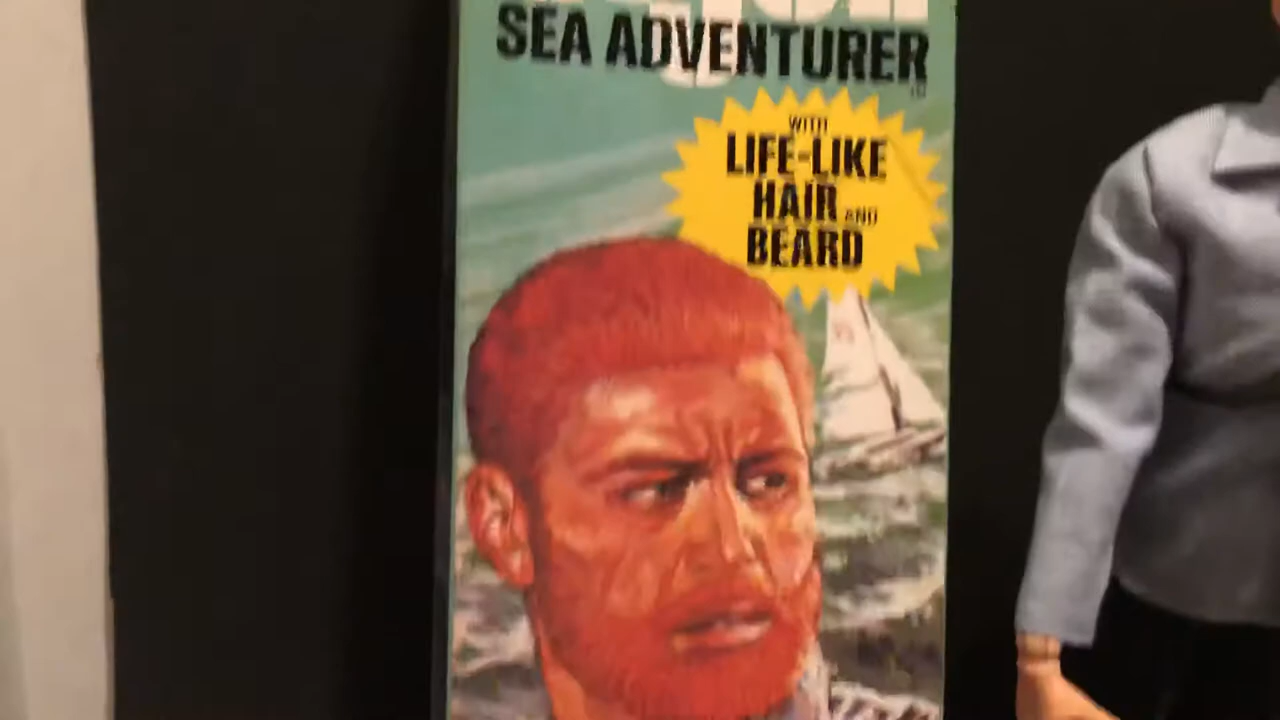 SEA ADVENTURER
WITH
LIFE-LIKE
HAIR AND
BEARD